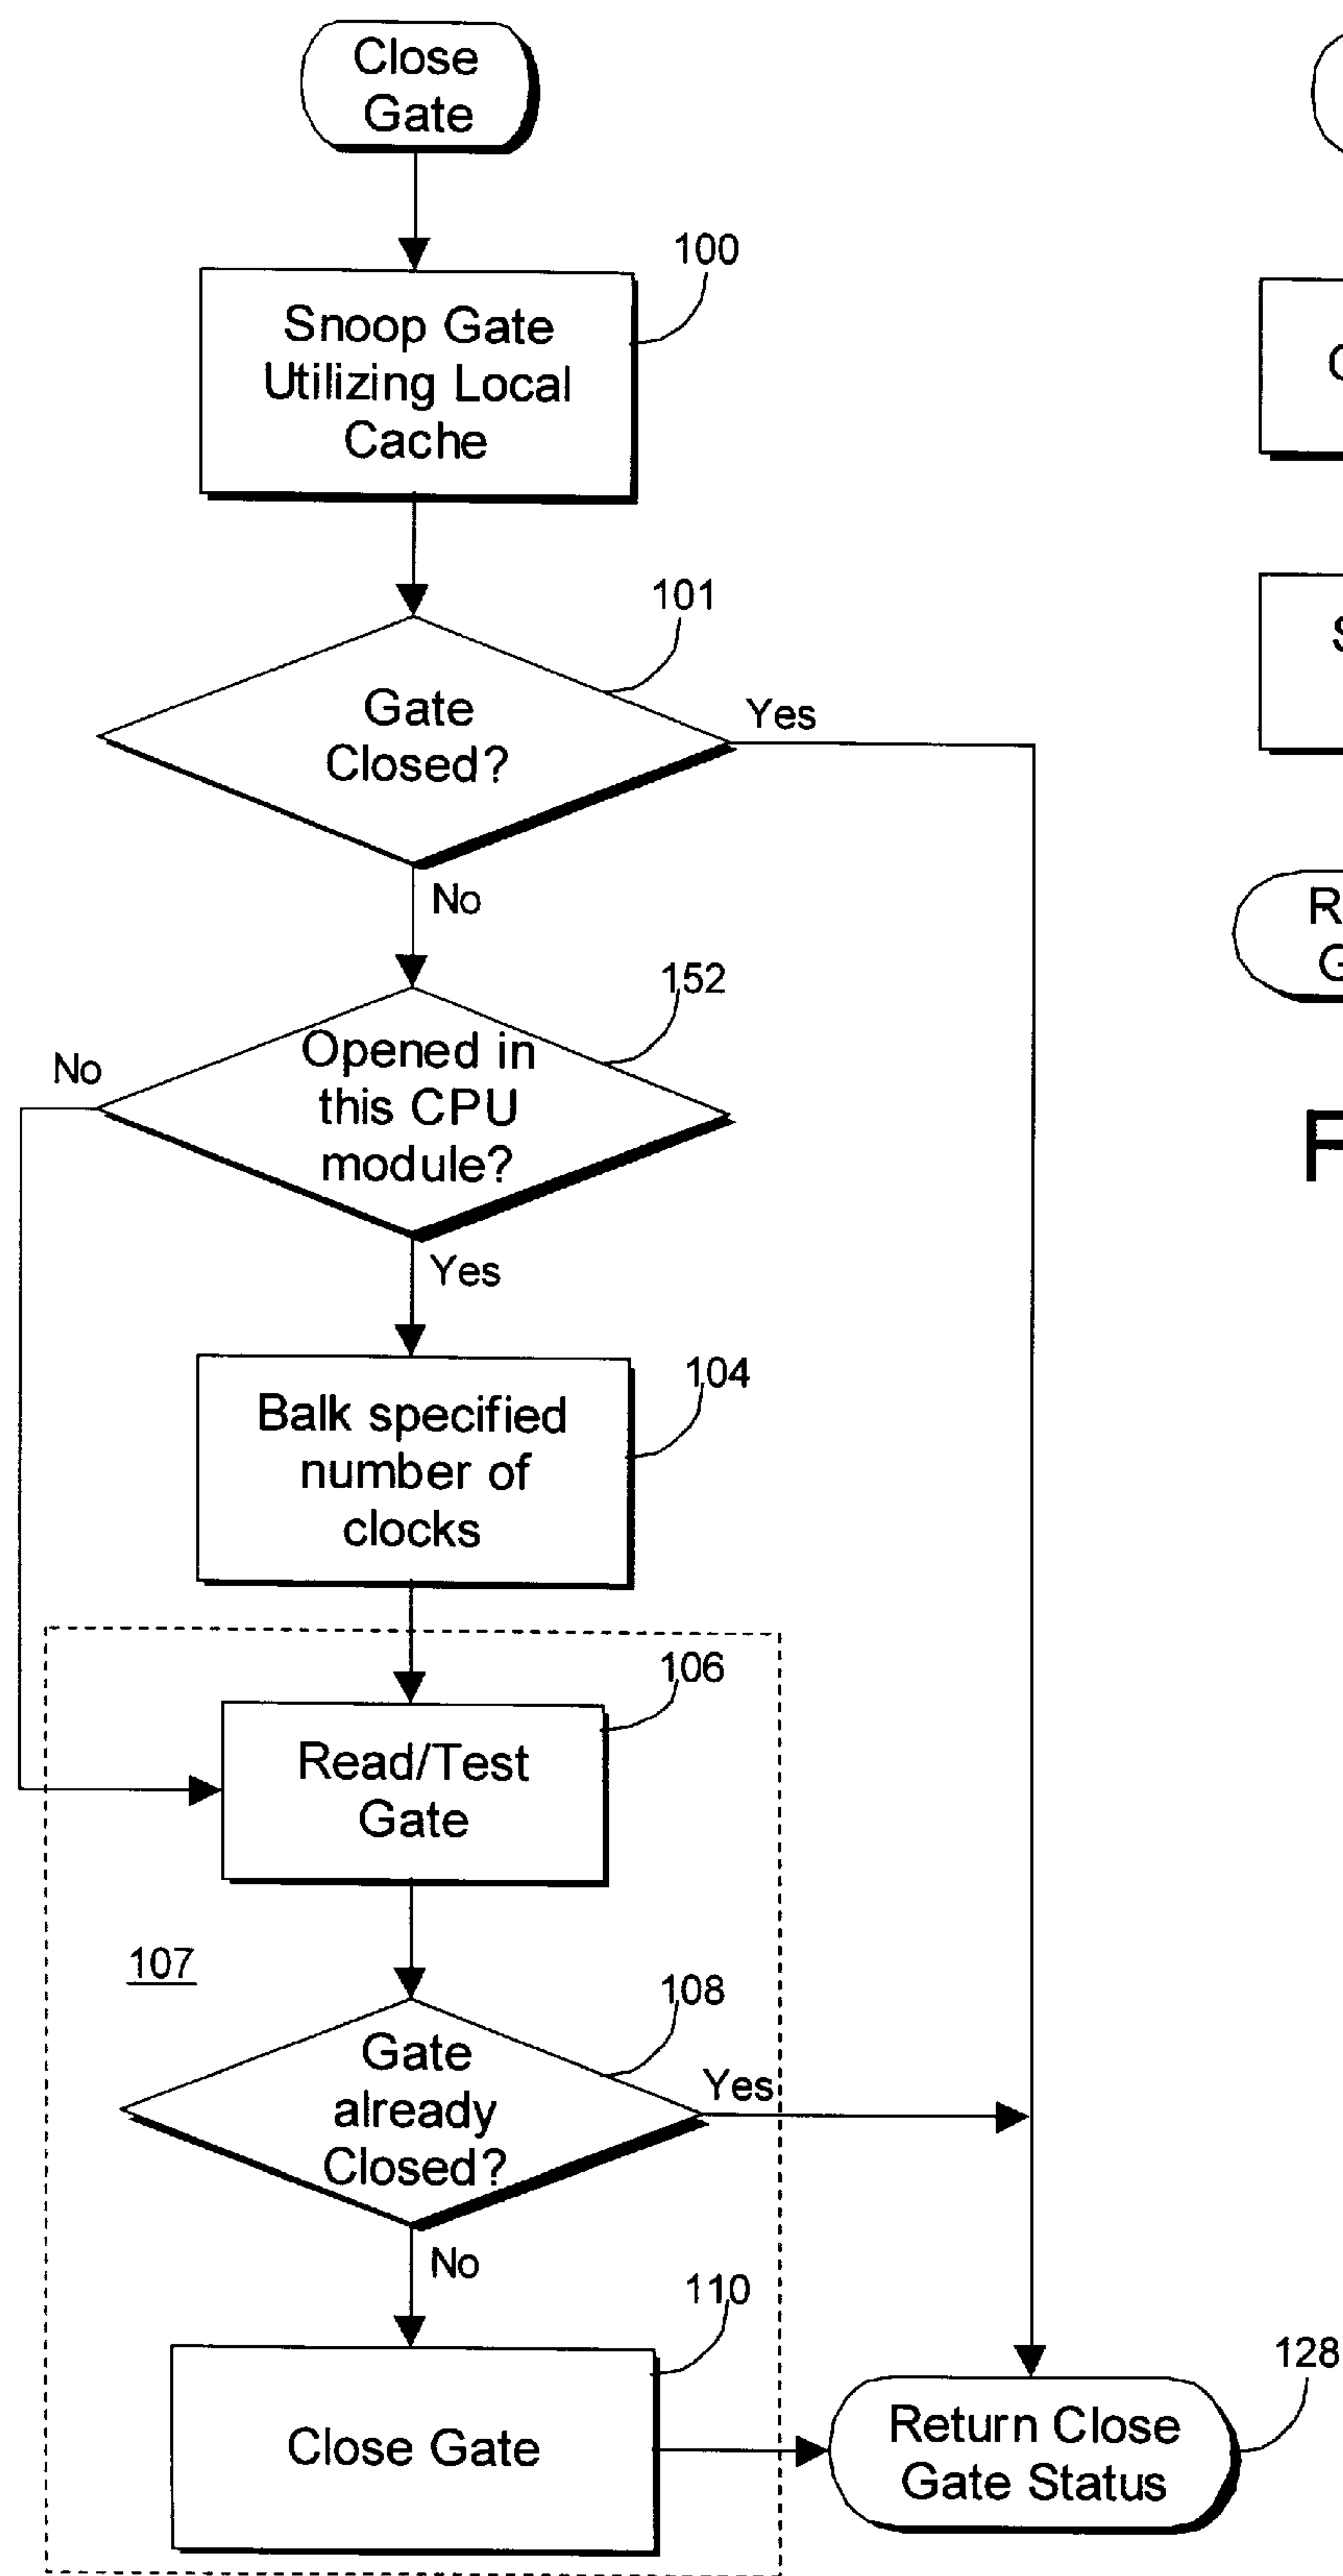 Close
Gate
100
Snoop Gate
Utilizing Local
Cache
101
Gate
Closed?
Yes
No
152
Opened in
this CPU
module?
No
Yes
104
Balk specified
number of
clocks
106
Read/Test
Gate
107
108
Gate
already
Closed?
Yes
No
110
Close Gate
128
Return Close
Gate Status